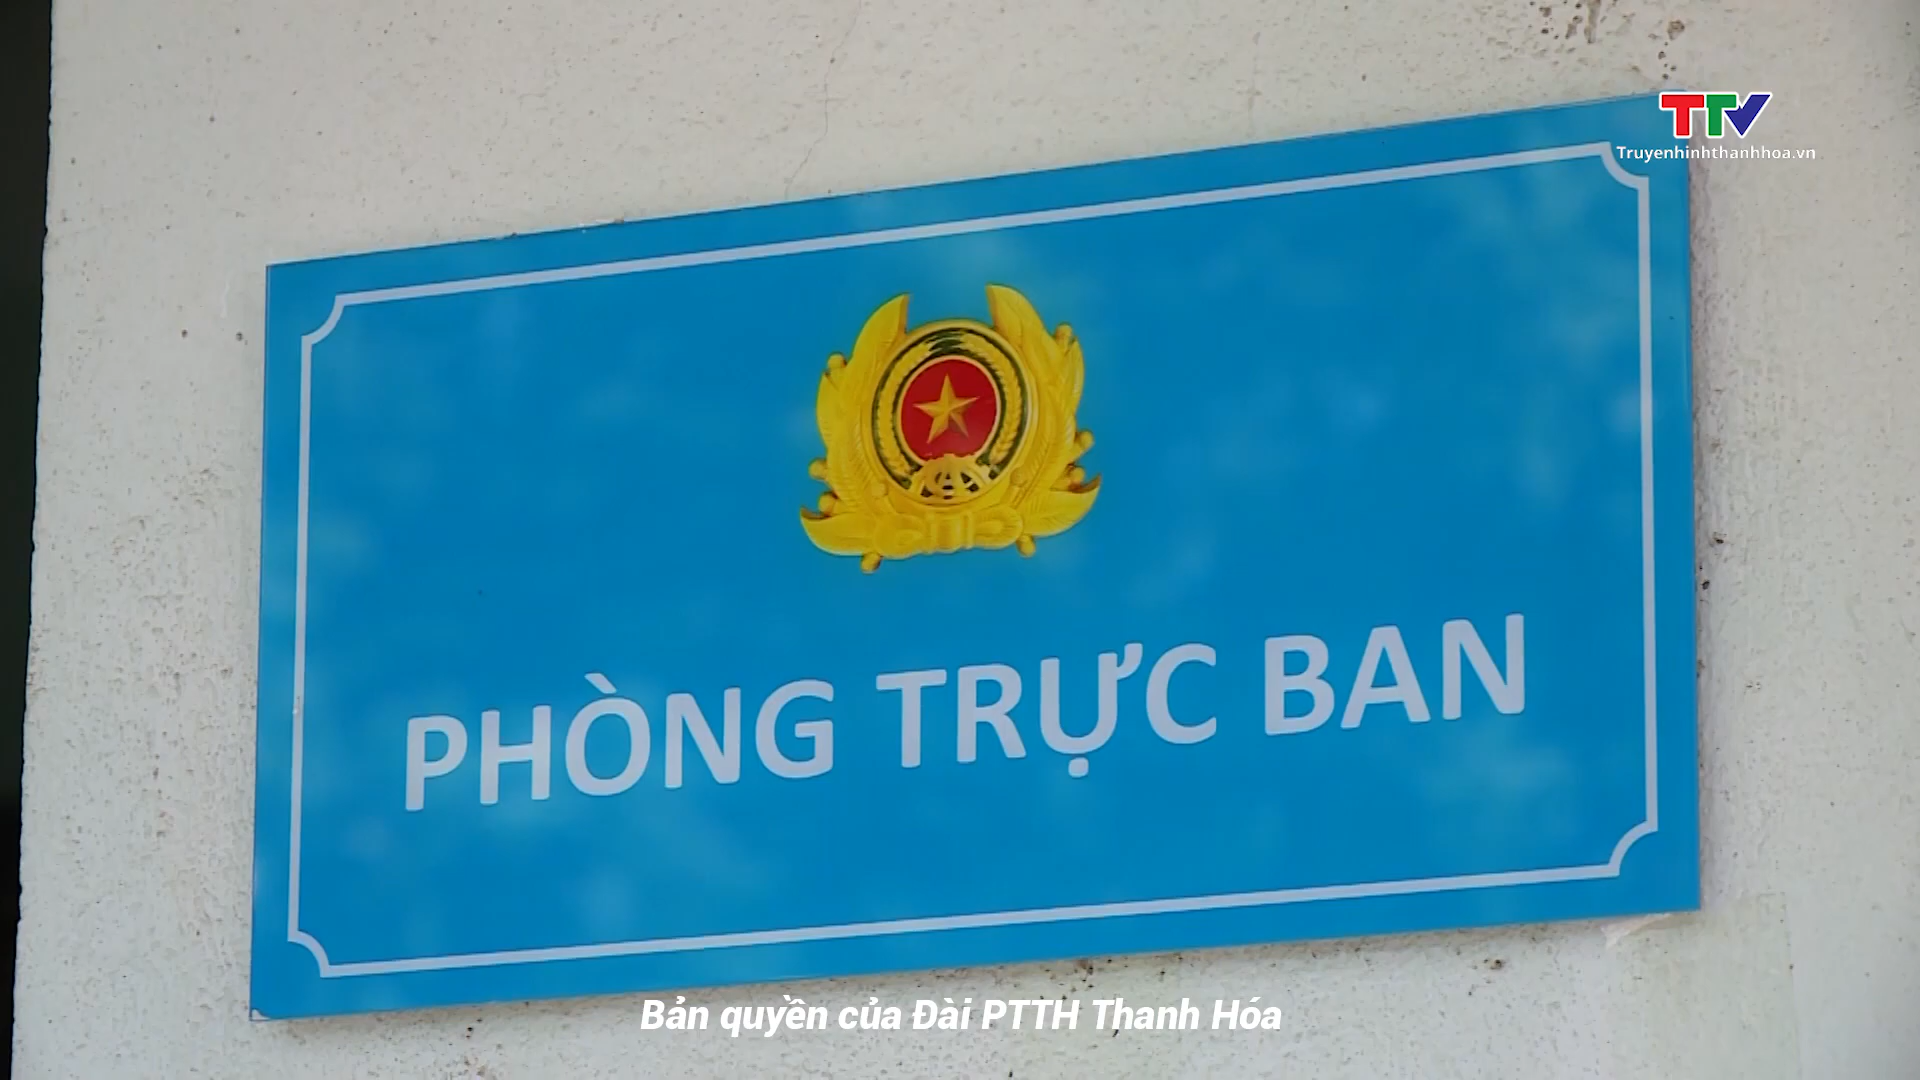 TTV
Truyenhinhthanhhoa.vn
PHÒNG TRỰC BAN
Bản quyền của Đài PTTH Thanh Hóa